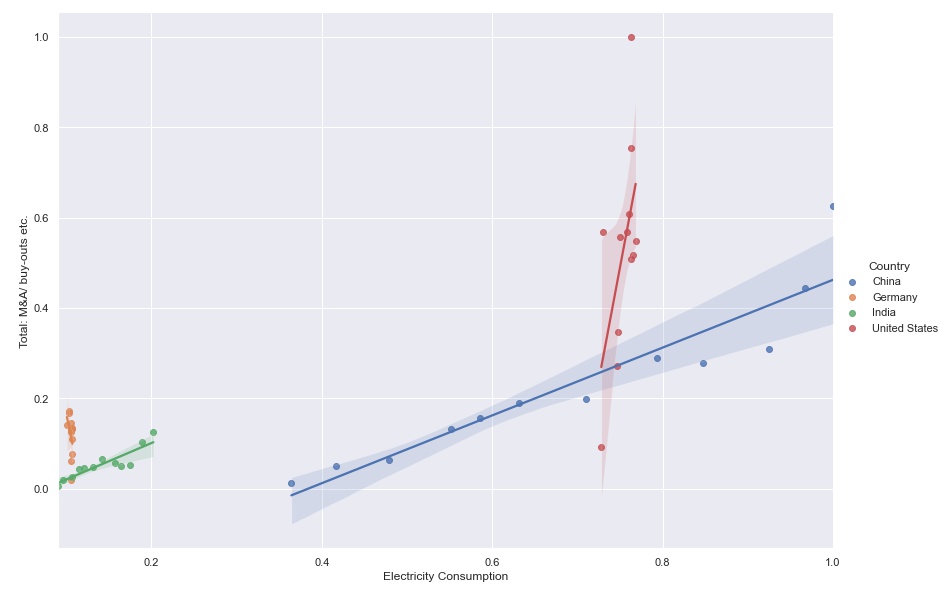 1.0
0.8
0.6
0.4
0.2
0.0
Total: M&A/ buy-outs etc.
0.2 0.4 0.6 0.8 1.0
Electricity Consumption
Country
China
Germany
India
United States